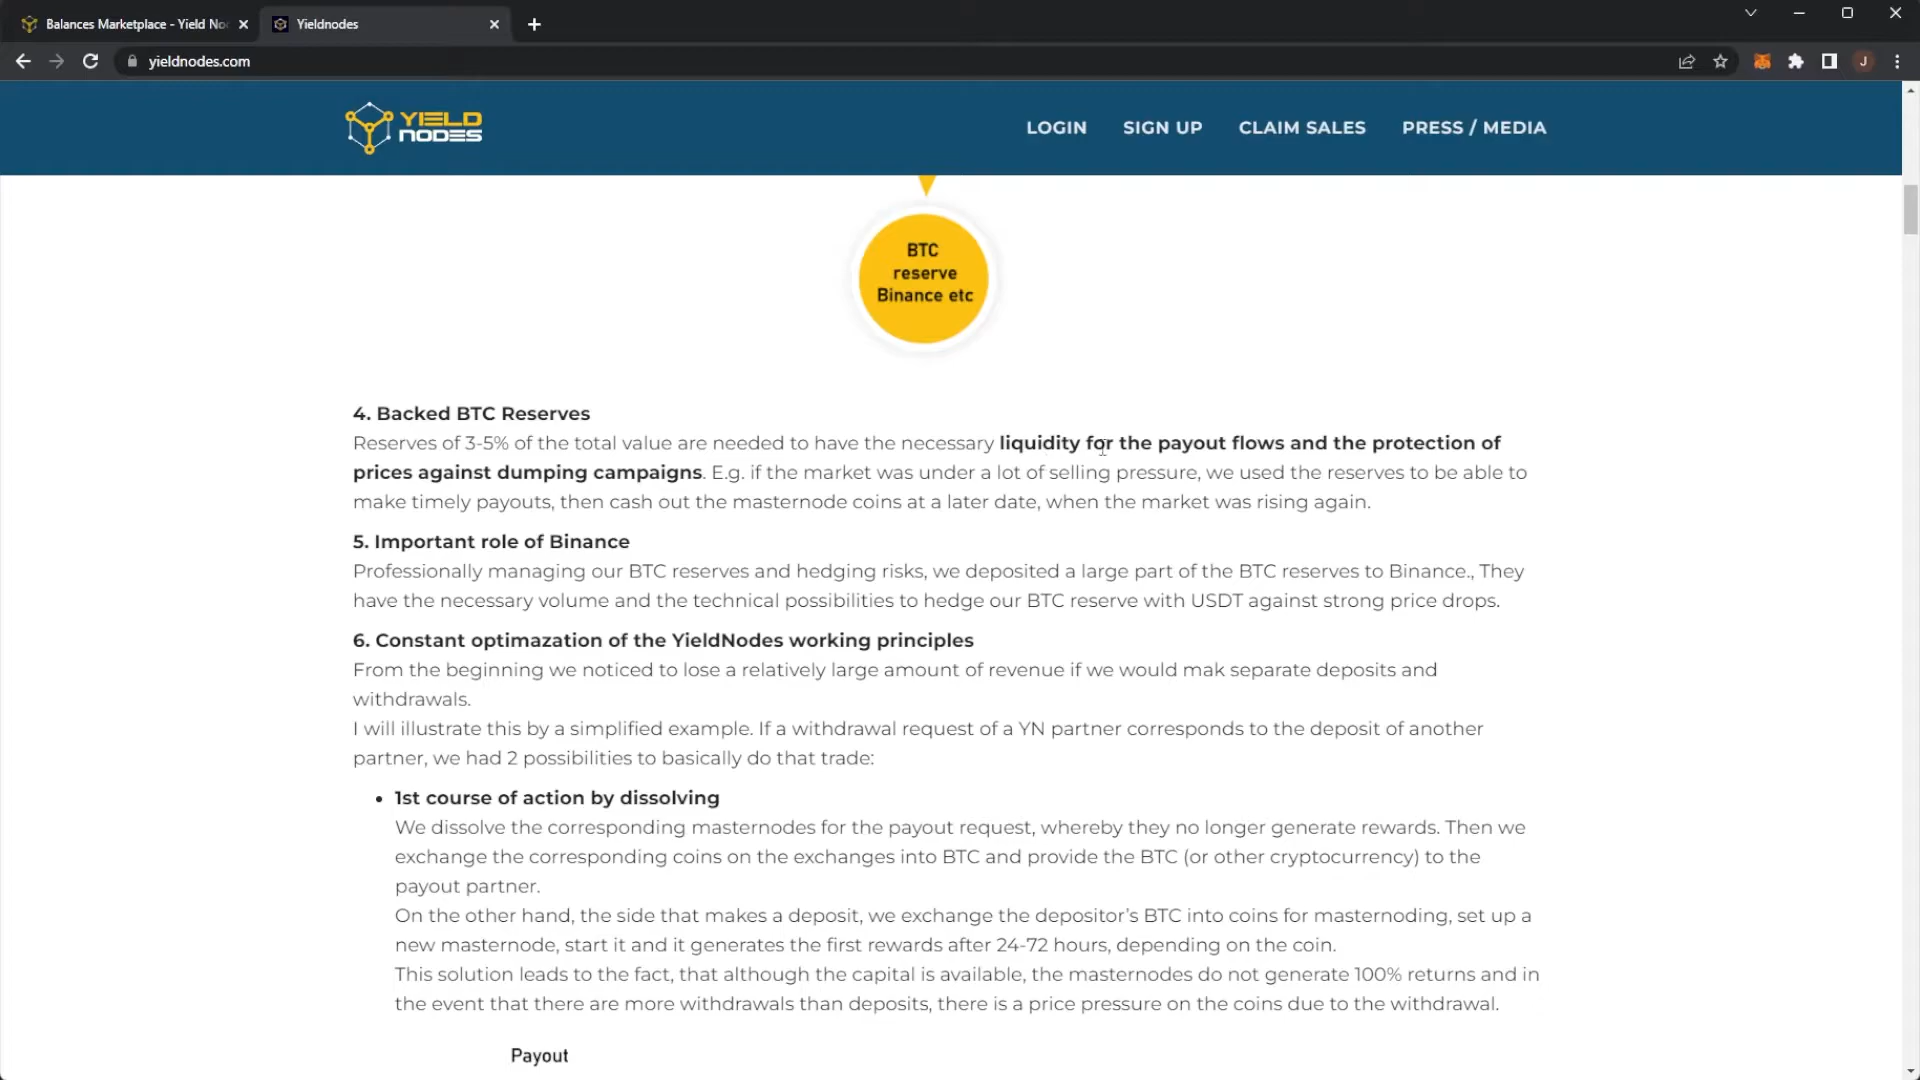 Balances Marketplace - Yield No
Yieldnodes
yieldnodes.com
J
YIELD
NODES
LOGIN
SIGN UP
CLAIM SALES
PRESS / MEDIA
BTC
reserve
Binance etc
4. Backed BTC Reserves
Reserves of 3-5% of the total value are needed to have the necessary liquidity for the payout flows and the protection of
prices against dumping campaigns. E.g. if the market was under a lot of selling pressure, we used the reserves to be able to
make timely payouts, then cash out the masternode coins at a later date, when the market was rising again.
5. Important role of Binance
Professionally managing our BTC reserves and hedging risks, we deposited a large part of the BTC reserves to Binance., They
have the necessary volume and the technical possibilities to hedge our BTC reserve with USDT against strong price drops.
6. Constant optimazation of the YieldNodes working principles
From the beginning we noticed to lose a relatively large amount of revenue if we would mak separate deposits and
withdrawals.
I will illustrate this by a simplified example. If a withdrawal request of a YN partner corresponds to the deposit of another
partner, we had 2 possibilities to basically do that trade:
• 1st course of action by dissolving
We dissolve the corresponding masternodes for the payout request, whereby they no longer generate rewards. Then we
exchange the corresponding coins on the exchanges into BTC and provide the BTC (or other cryptocurrency) to the
payout partner.
On the other hand, the side that makes a deposit, we exchange the depositor's BTC into coins for masternoding, set up a
new masternode, start it and it generates the first rewards after 24-72 hours, depending on the coin.
This solution leads to the fact, that although the capital is available, the masternodes do not generate 100% returns and in
the event that there are more withdrawals than deposits, there is a price pressure on the coins due to the withdrawal.
Payout